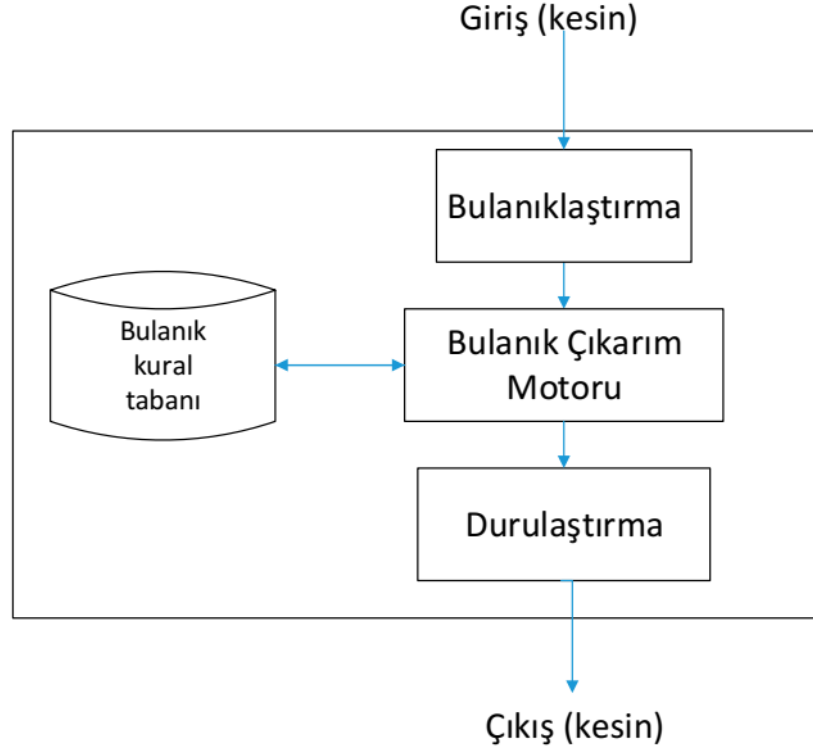 Giriş (kesin)
Bulanıklaştırma
Bulanık
kural
tabanı
Bulanık Çıkarım
Motoru
Durulaştırma
Çıkış (kesin)